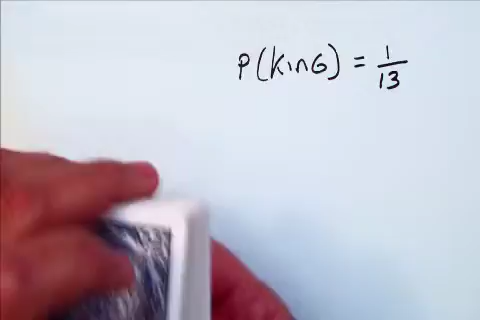 P(King) = 1/13